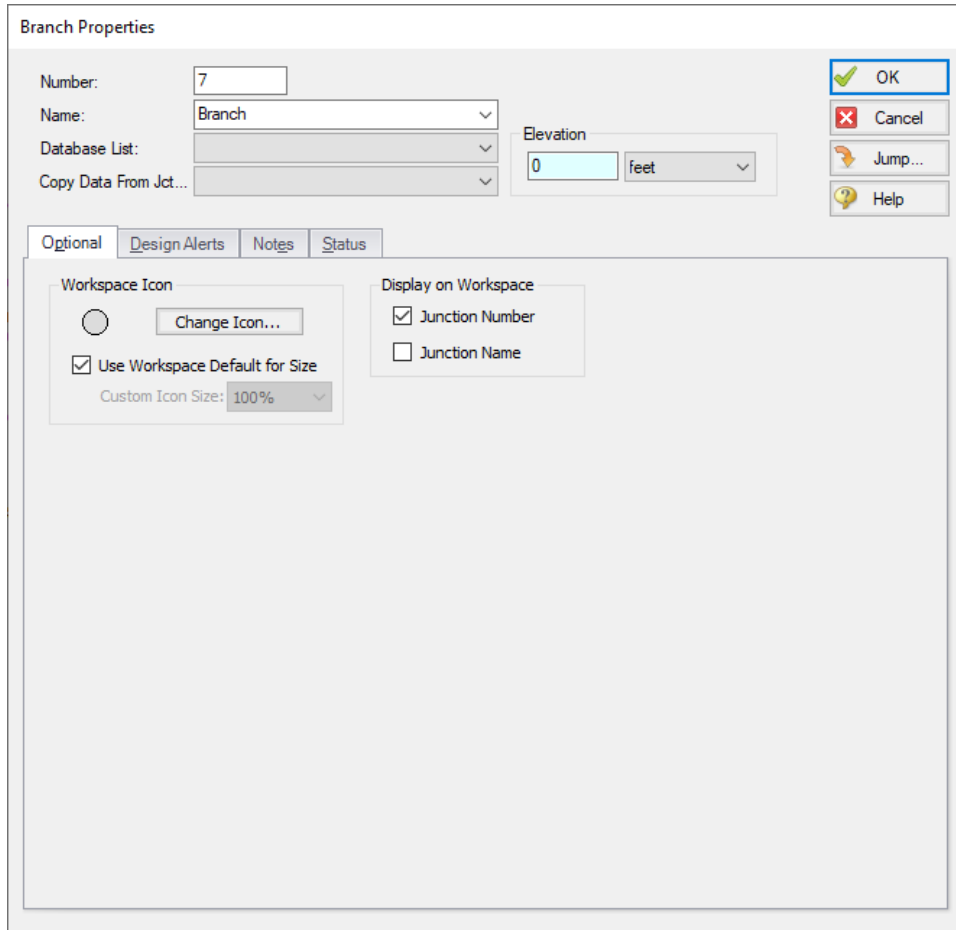 Branch Properties
Number: 7
Name: Branch
Database List:
Copy Data From Jct...
Elevation
0 feet
OK
Cancel
Jump...
Help
Optional Design Alerts Notes Status
Workspace Icon
Change Icon...
Use Workspace Default for Size
Custom Icon Size: 100%
Display on Workspace
Junction Number
Junction Name